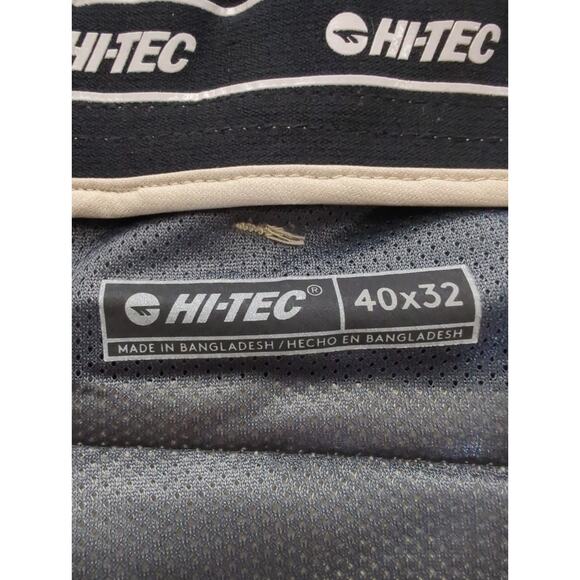 HI-TEC HI-TEC
HI-TEC® 40x32
MADE IN BANGLADESH / HECHO EN BANGLADESH